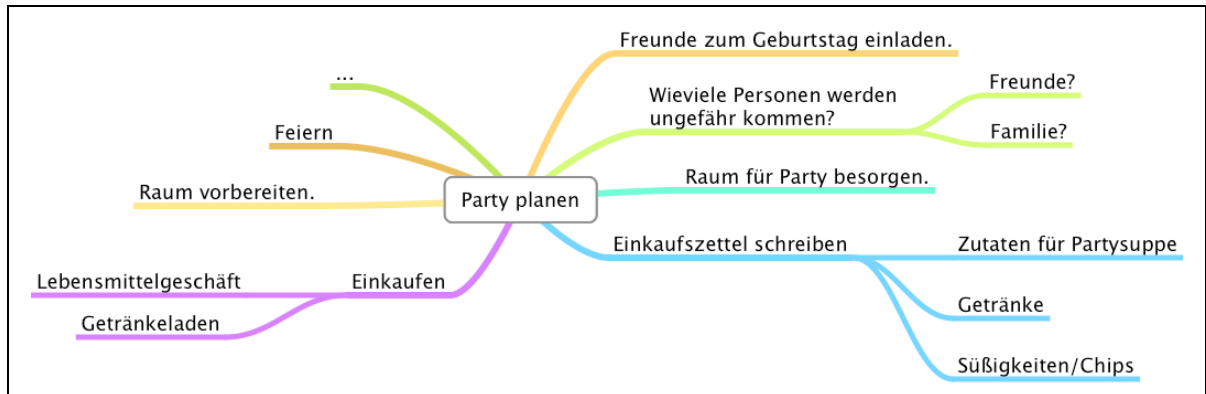 Freunde zum Geburtstag einladen.
...
Wieviele Personen werden
ungefähr kommen?
Freunde?
Familie?
Feiern
Raum vorbereiten.
Party planen
Raum für Party besorgen.
Einkaufszettel schreiben
Zutaten für Partysuppe
Getränke
Süßigkeiten/Chips
Einkaufen
Lebensmittelgeschäft
Getränkeladen